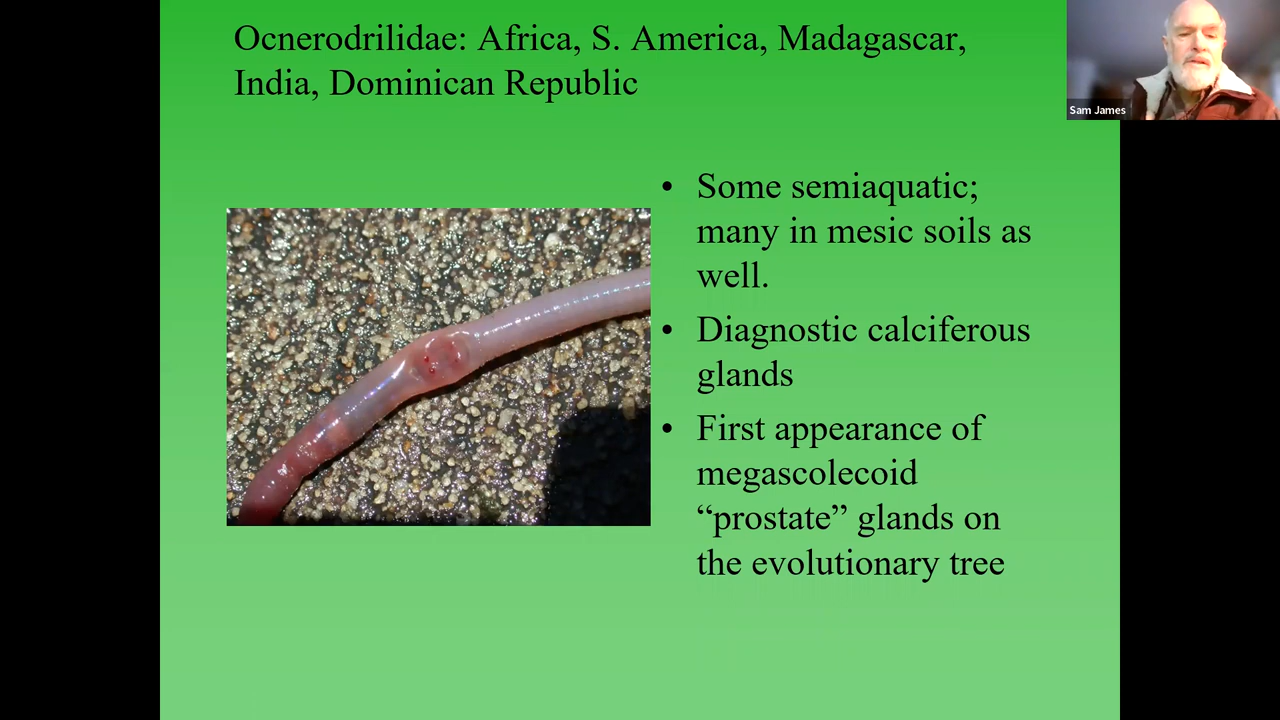 Ocnerodrilidae: Africa, S. America, Madagascar,
India, Dominican Republic
Sam James
• Some semiaquatic;
many in mesic soils as
well.
• Diagnostic calciferous
glands
• First appearance of
megascolecoid
“prostate” glands on
the evolutionary tree